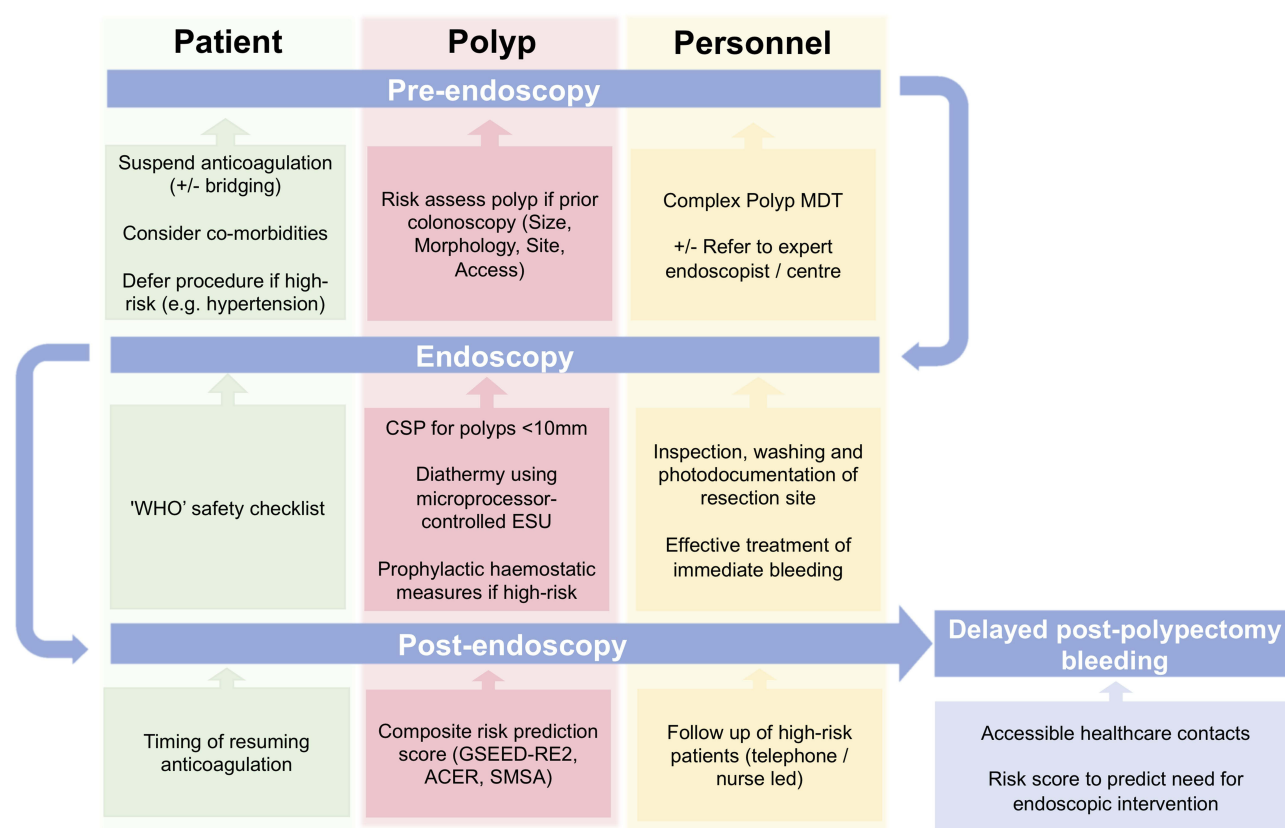 Patient
Polyp
Personnel
Pre-endoscopy
Suspend anticoagulation
(+/- bridging)
Consider co-morbidities
Defer procedure if high-
risk (e.g. hypertension)
Risk assess polyp if prior
colonoscopy (Size,
Morphology, Site,
Access)
Complex Polyp MDT
+/- Refer to expert
endoscopist / centre
Endoscopy
'WHO’ safety checklist
CSP for polyps <10mm
Diathermy using
microprocessor-
controlled ESU
Prophylactic haemostatic
measures if high-risk
Inspection, washing and
photodocumentation of
resection site
Effective treatment of
immediate bleeding
Post-endoscopy
Timing of resuming
anticoagulation
Composite risk prediction
score (GSEED-RE2,
ACER, SMSA)
Follow up of high-risk
patients (telephone /
nurse led)
Delayed post-polypectomy
bleeding
Accessible healthcare contacts
Risk score to predict need for
endoscopic intervention